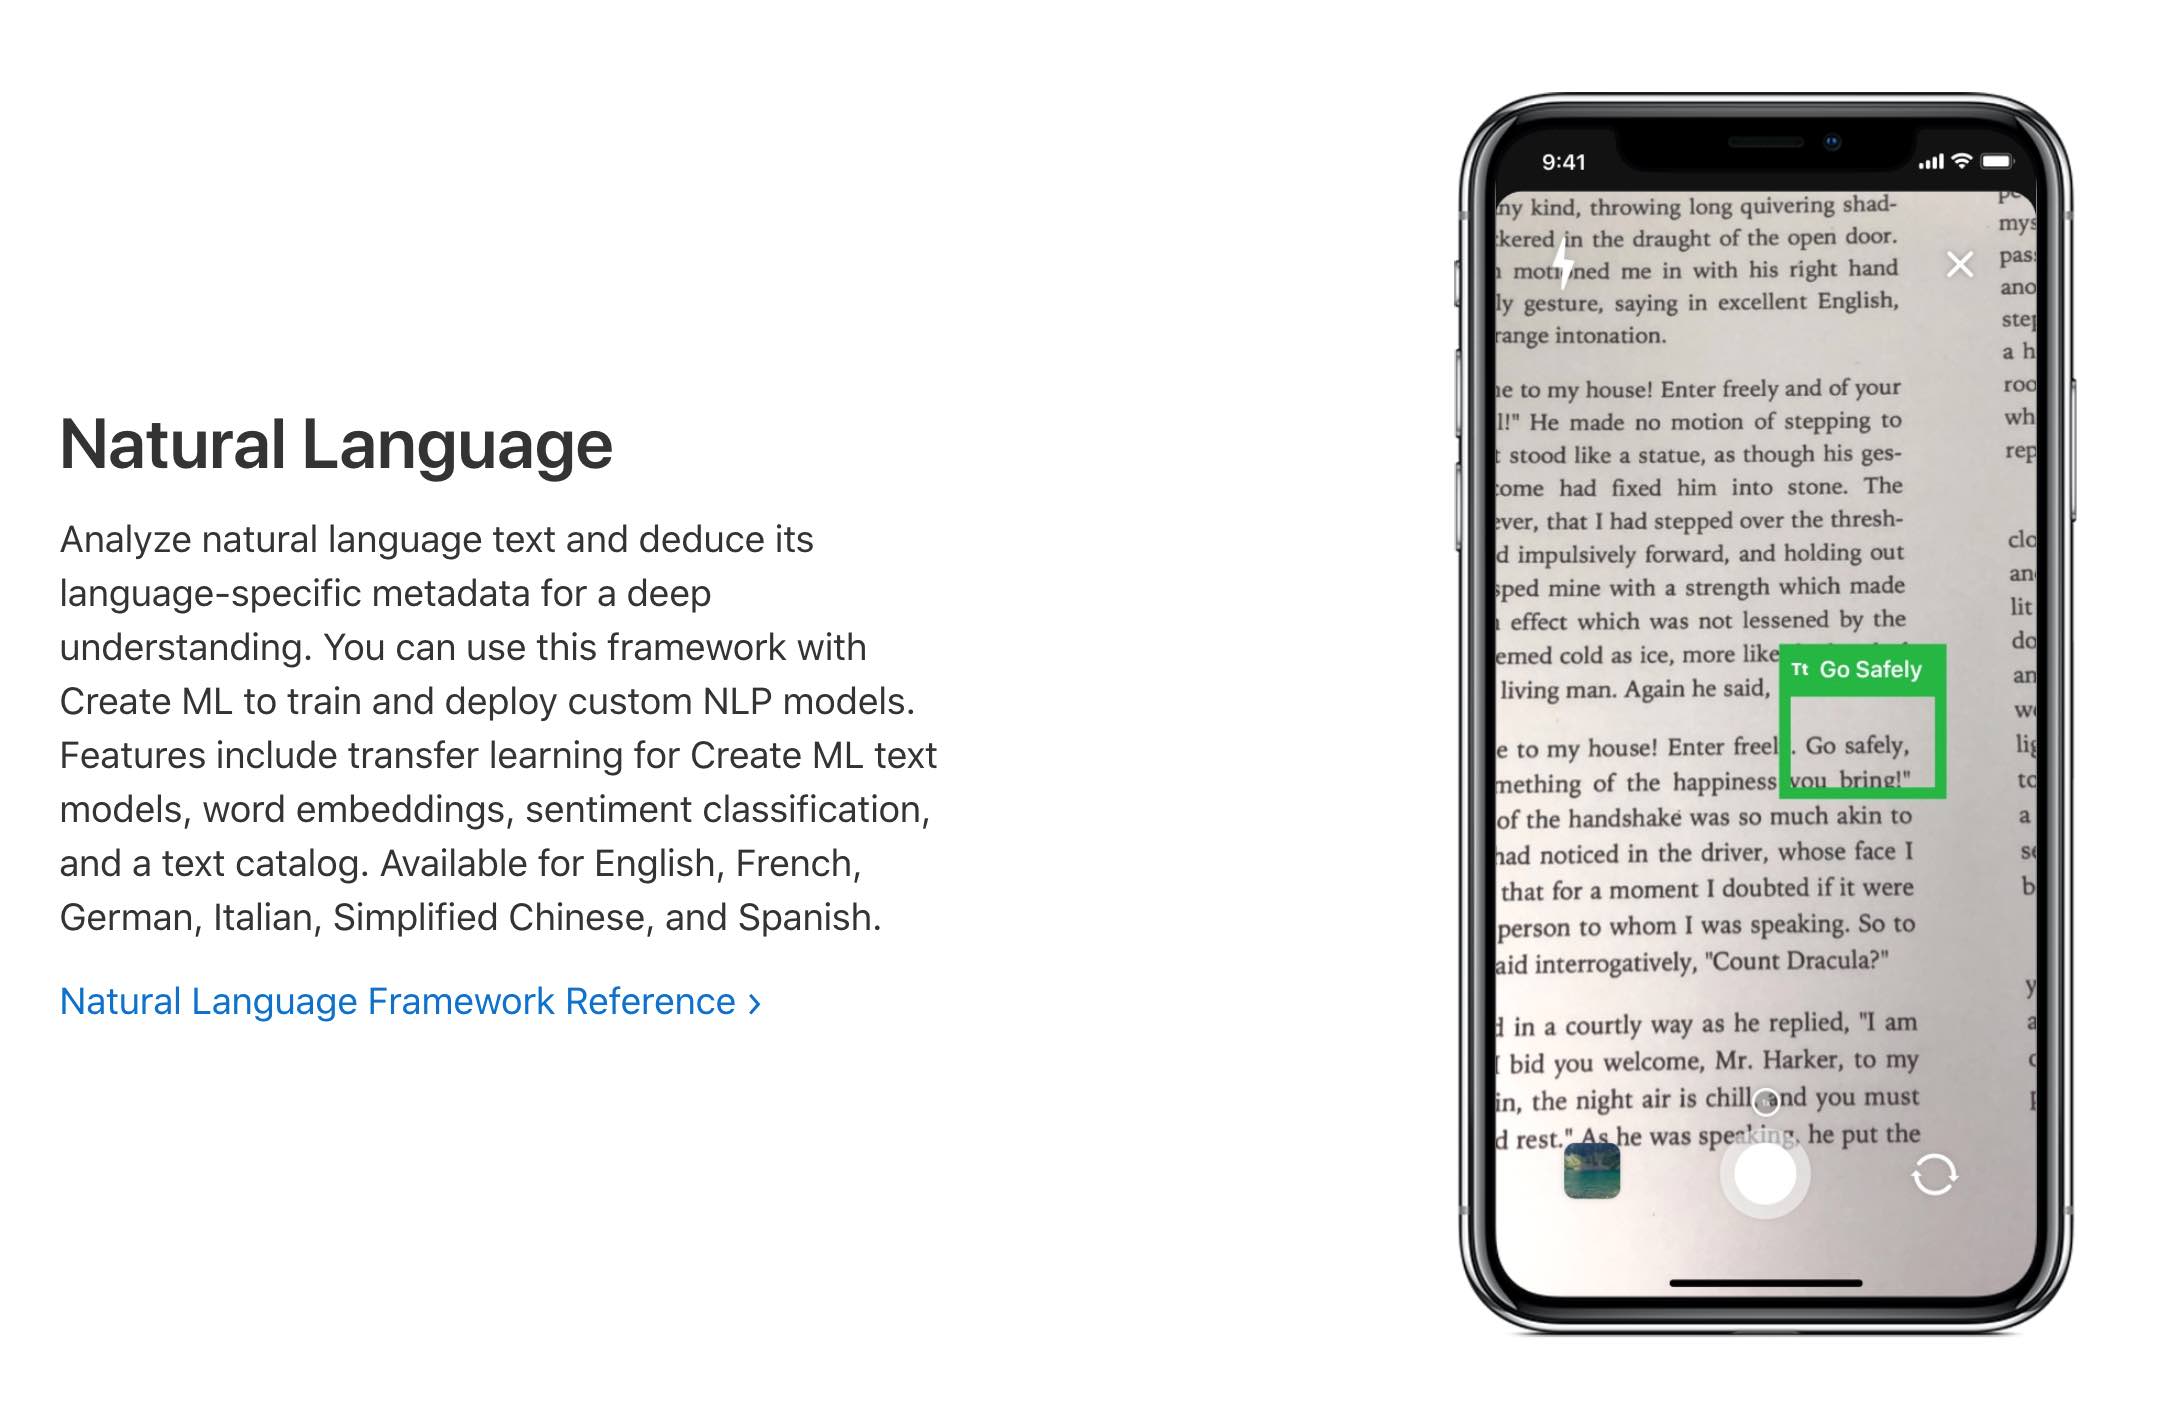 Natural Language
Analyze natural language text and deduce its
language-specific metadata for a deep
understanding. You can use this framework with
Create ML to train and deploy custom NLP models.
Features include transfer learning for Create ML text
models, word embeddings, sentiment classification,
and a text catalog. Available for English, French,
German, Italian, Simplified Chinese, and Spanish.
Natural Language Framework Reference ›
9:41
ny kind, throwing long quivering shad-
kered in the draught of the open door.
motioned me in with his right hand
ly gesture, saying in excellent English,
range intonation.
e to my house! Enter freely and of your
l!" He made no motion of stepping to
t stood like a statue, as though his ges-
come had fixed him into stone. The
ever, that I had stepped over the thresh-
d impulsively forward, and holding out
sped mine with a strength which made
effect which was not lessened by the
emed cold as ice, more like
living man. Again he said,
Tt Go Safely
e to my house! Enter freel . Go safely,
mething of the happiness you bring!"
of the handshake was so much akin to
had noticed in the driver, whose face I
that for a moment I doubted if it were
person to whom I was speaking. So to
aid interrogatively, "Count Dracula?"
d in a courtly way as he replied, "I am
I bid you welcome, Mr. Harker, to my
in, the night air is chill, and you must
d rest." As he was speaking, he put the
mys
pas
ano
step
a h
roo
wh
rep
clo
an
lit
do
an
we
lig
to
a
se
b
y
a